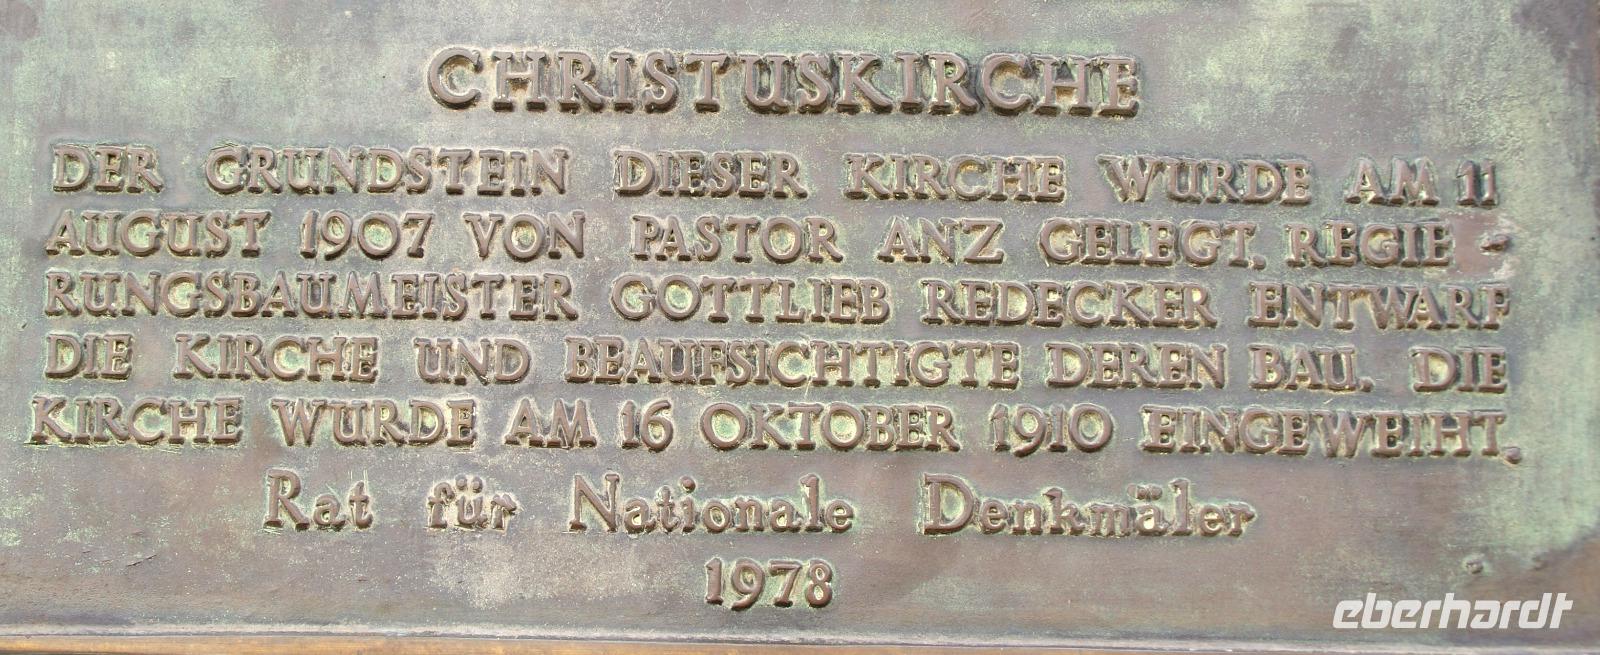 CHRISTUSKIRCHE
DER GRUNDSTEIN DIESER KIRCHE WURDE AM 11
AUGUST 1907 VON PASTOR ANZ GELEGT. REGIE-
RUNGSBAUMEISTER GOTTLIEB REDECKER ENTWARF
DIE KIRCHE UND BEAUFSICHTIGTE DEREN BAU. DIE
KIRCHE WURDE AM 16 OKTOBER 1910 EINGEWEIHT.
Rat für Nationale Denkmäler
1978
eberhardt